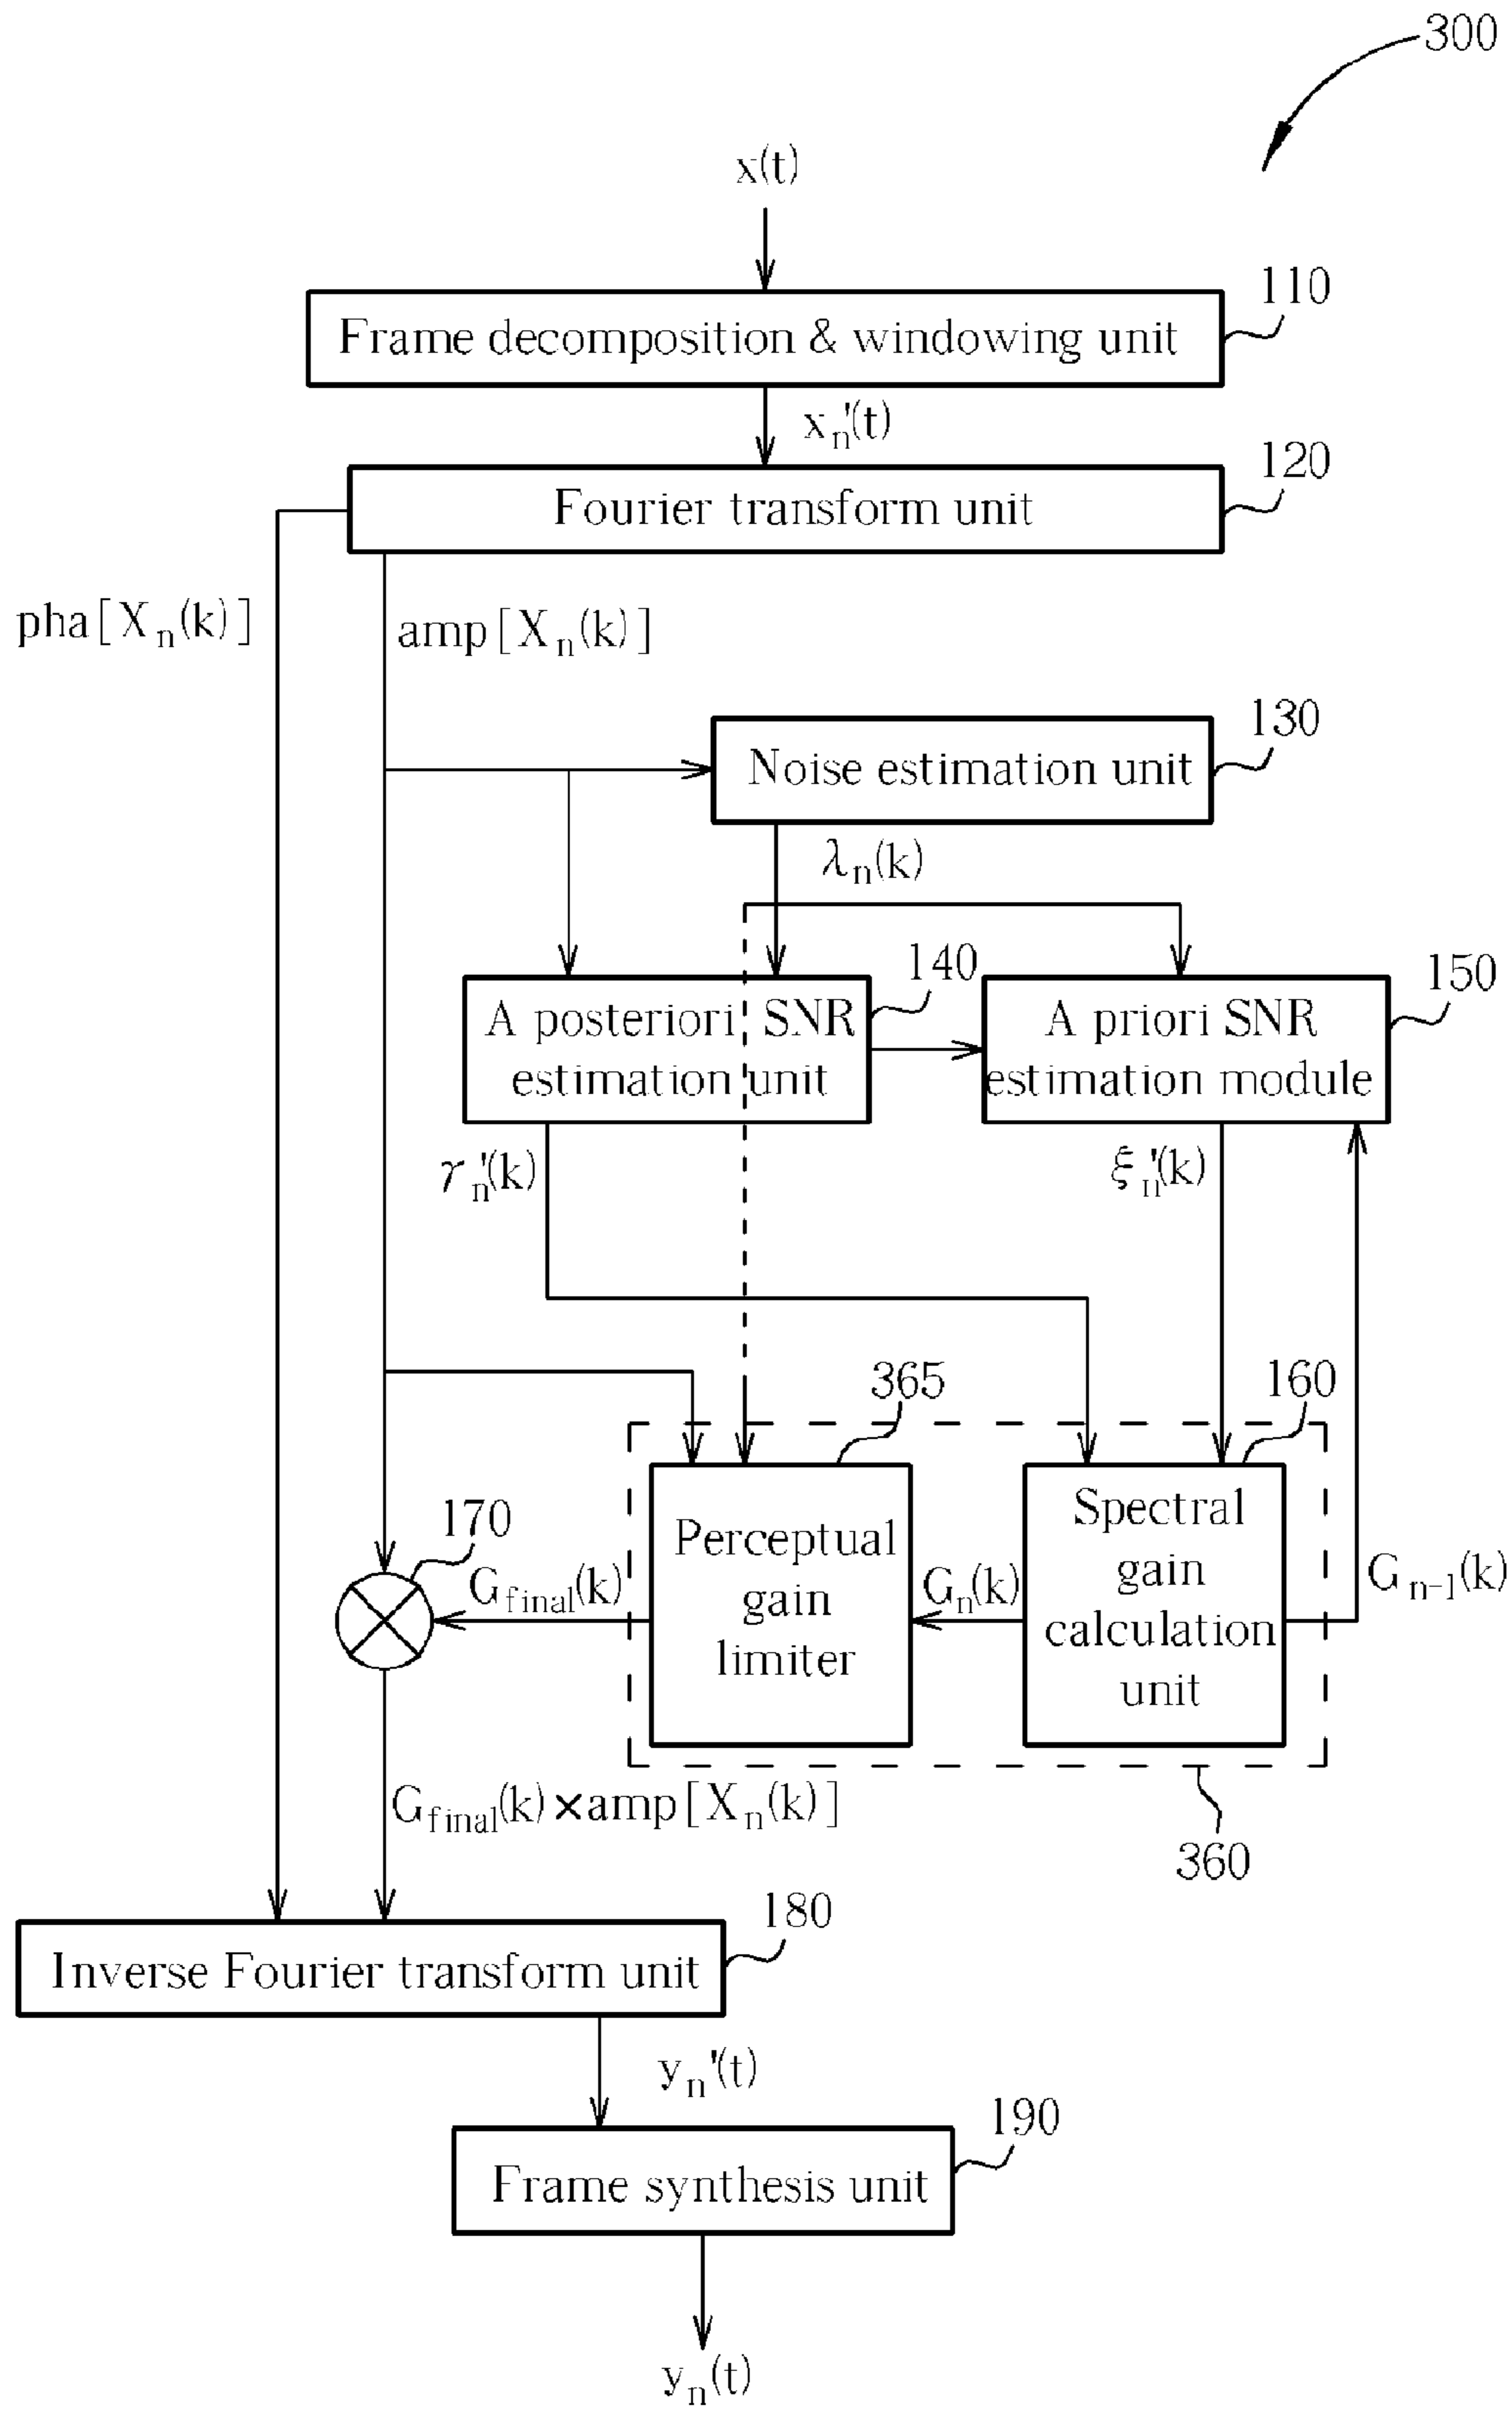 300
x(t)
110
Frame decomposition & windowing unit
xn'(t)
120
Fourier transform unit
pha[Xn(k)]
amp[Xn(k)]
130
Noise estimation unit
λn(k)
140
150
A posteriori SNR
estimation unit
A priori SNR
estimation module
γn'(k)
ξn'(k)
365
160
Perceptual
gain
limiter
Spectral
gain
calculation
unit
170
Gfinal(k)
Gn(k)
Gn-1(k)
Gfinal(k)×amp[Xn(k)]
360
180
Inverse Fourier transform unit
yn'(t)
190
Frame synthesis unit
yn(t)